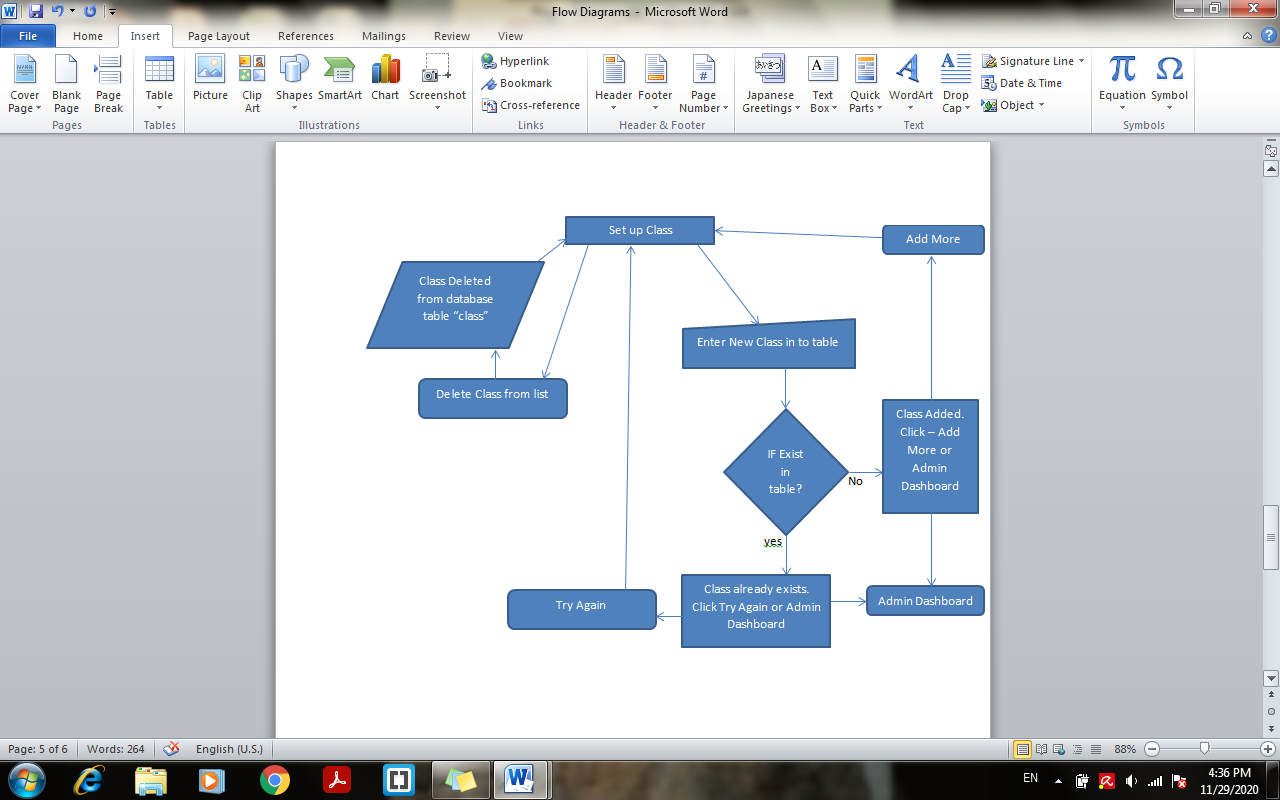 Flow Diagrams - Microsoft Word
File Home Insert Page Layout References Mailings Review View
Cover Page
Blank Page
Page Break
Pages
Table
Tables
Picture
Clip Art
Shapes
SmartArt
Chart
Screenshot
Illustrations
Hyperlink
Bookmark
Cross-reference
Links
Header
Footer
Page Number
Header & Footer
Japanese Greetings
Text Box
Quick Parts
WordArt
Drop Cap
Signature Line
Date & Time
Object
Text
Equation
Symbol
Symbols
Set up Class
Add More
Class Deleted
from database
table “class”
Enter New Class in to table
Delete Class from list
IF Exist
in
table?
No
yes
Class Added.
Click – Add
More or
Admin
Dashboard
Try Again
Class already exists.
Click Try Again or Admin
Dashboard
Admin Dashboard
Page: 5 of 6 Words: 264 English (U.S.) 88%
EN
4:36 PM
11/29/2020